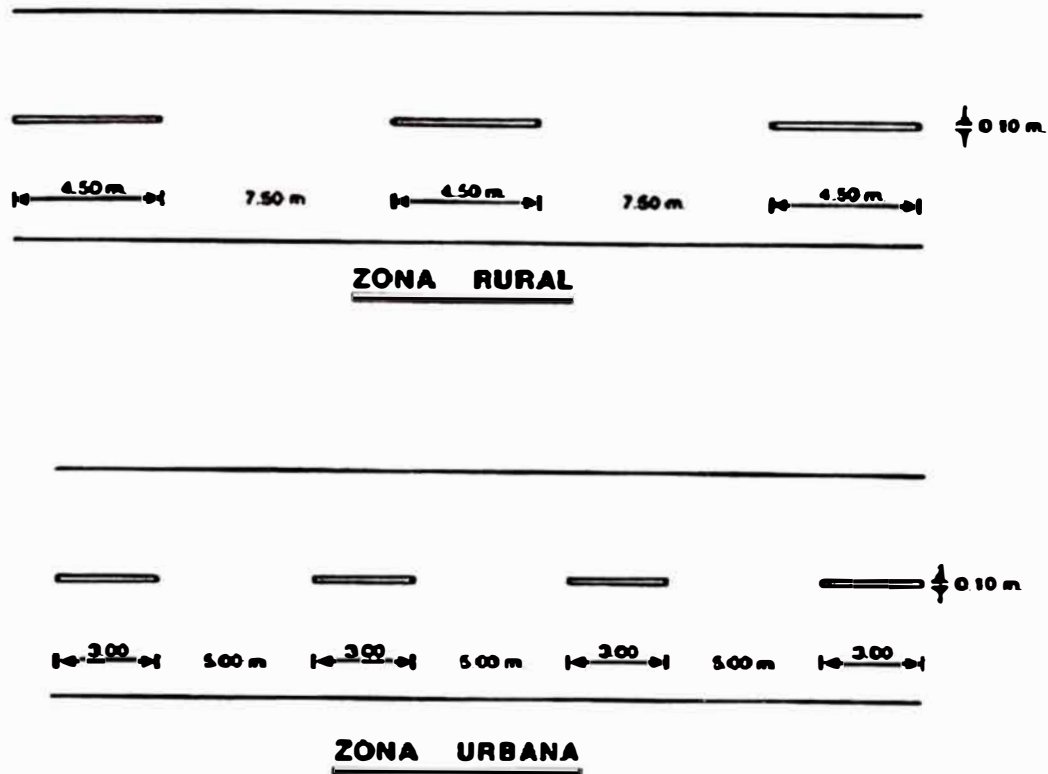 0.10 m.
4.50 m. 7.50 m 4.50 m. 7.50 m. 4.50 m.
ZONA RURAL
0.10 m.
3.00 5.00 m 3.00 5.00 m 3.00 5.00 m 3.00
ZONA URBANA